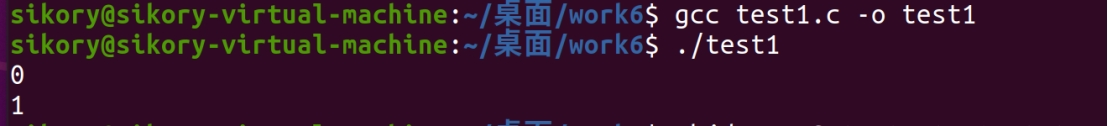 sikory@sikory-virtual-machine:~/桌面/work6$ gcc test1.c -o test1
sikory@sikory-virtual-machine:~/桌面/work6$ ./test1
0
1